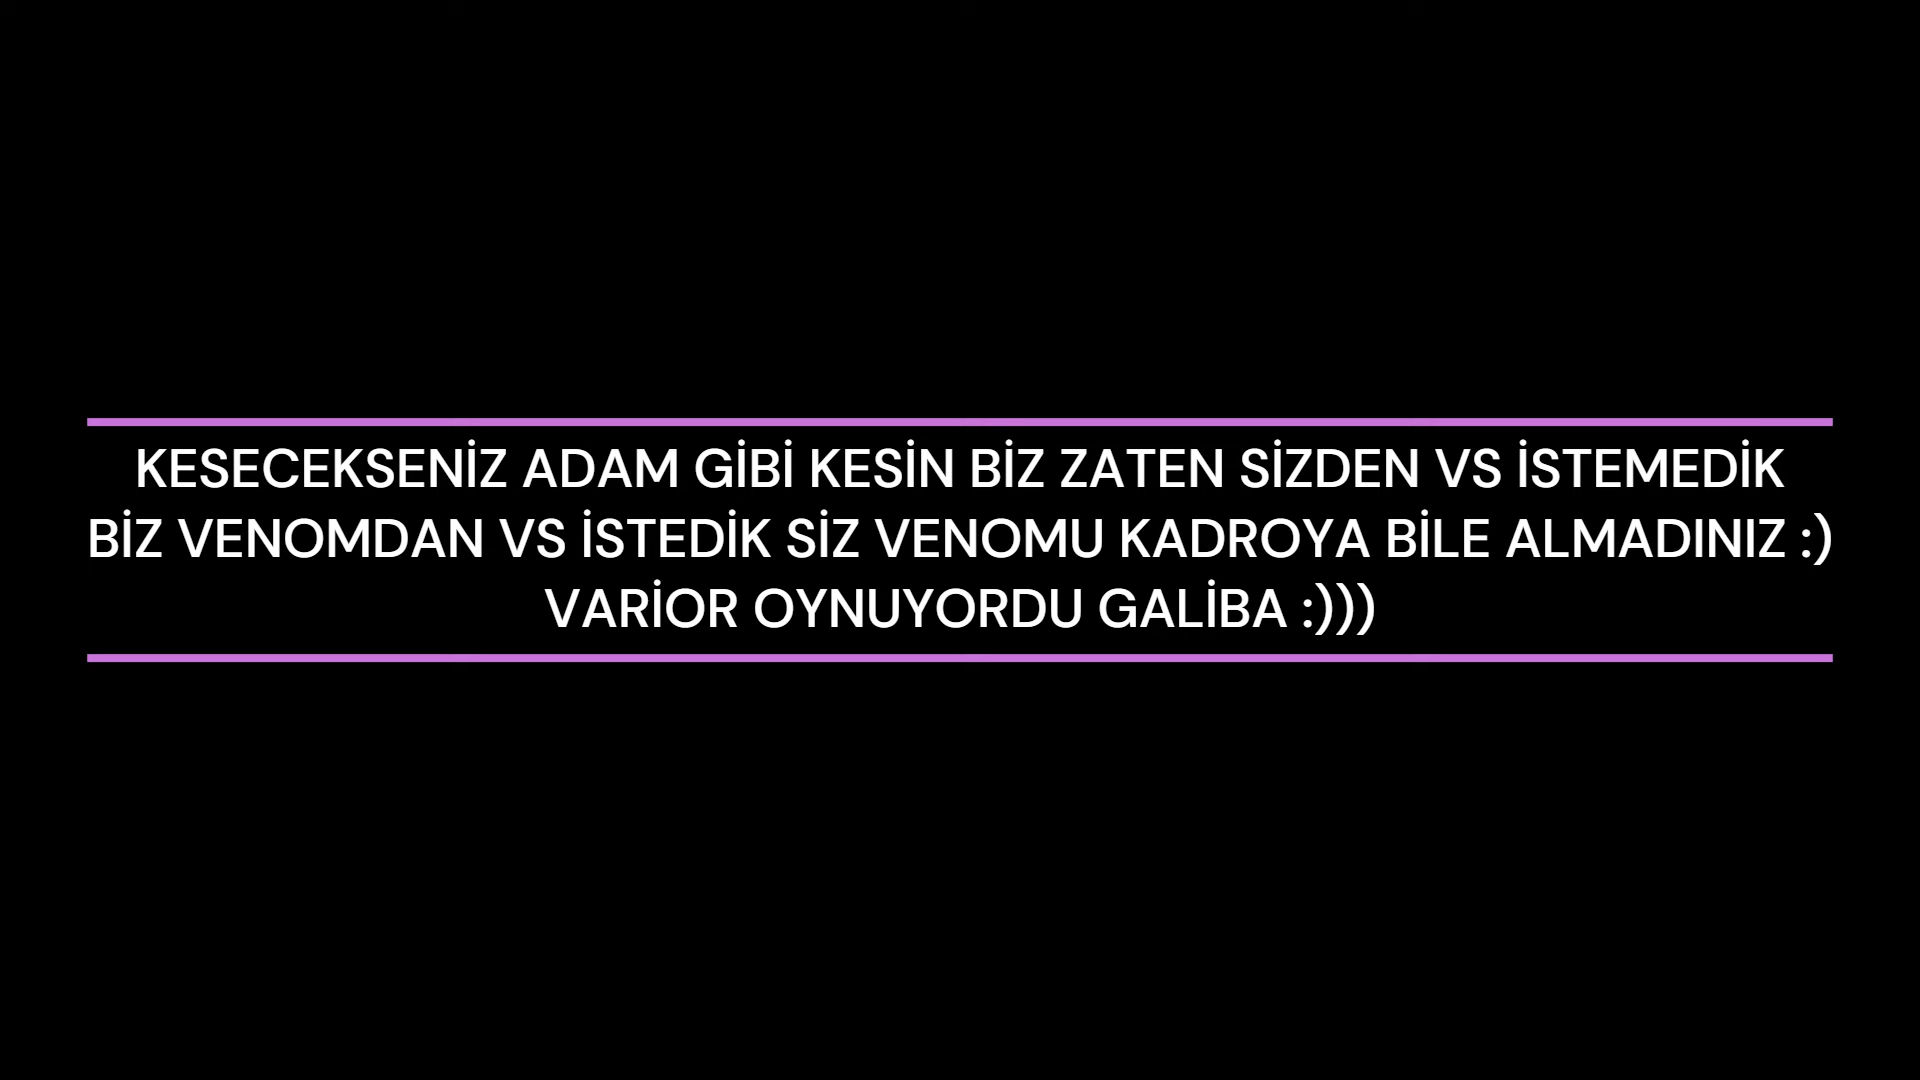 KESECEKSENİZ ADAM GİBİ KESİN BİZ ZATEN SİZDEN VS İSTEMEDİK
BİZ VENOMDAN VS İSTEDİK SİZ VENOMU KADROYA BİLE ALMADINIZ :)
VARİOR OYNUYORDU GALİBA :)))